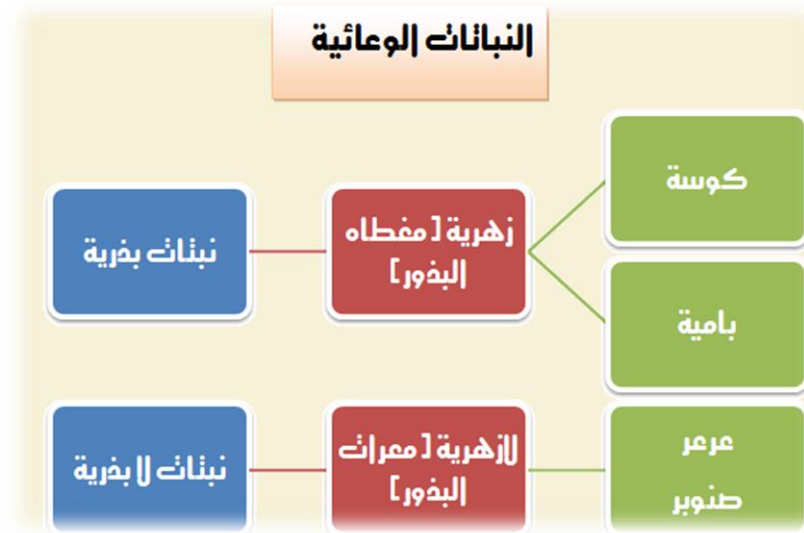 النباتات الوعائية
نبتات بذرية
زهرية [ مغطاه
البذور ]
كوسة
بامية
نبتات لا بذرية
لازهرية [ معرات
البذور ]
عرعر
صنوبر